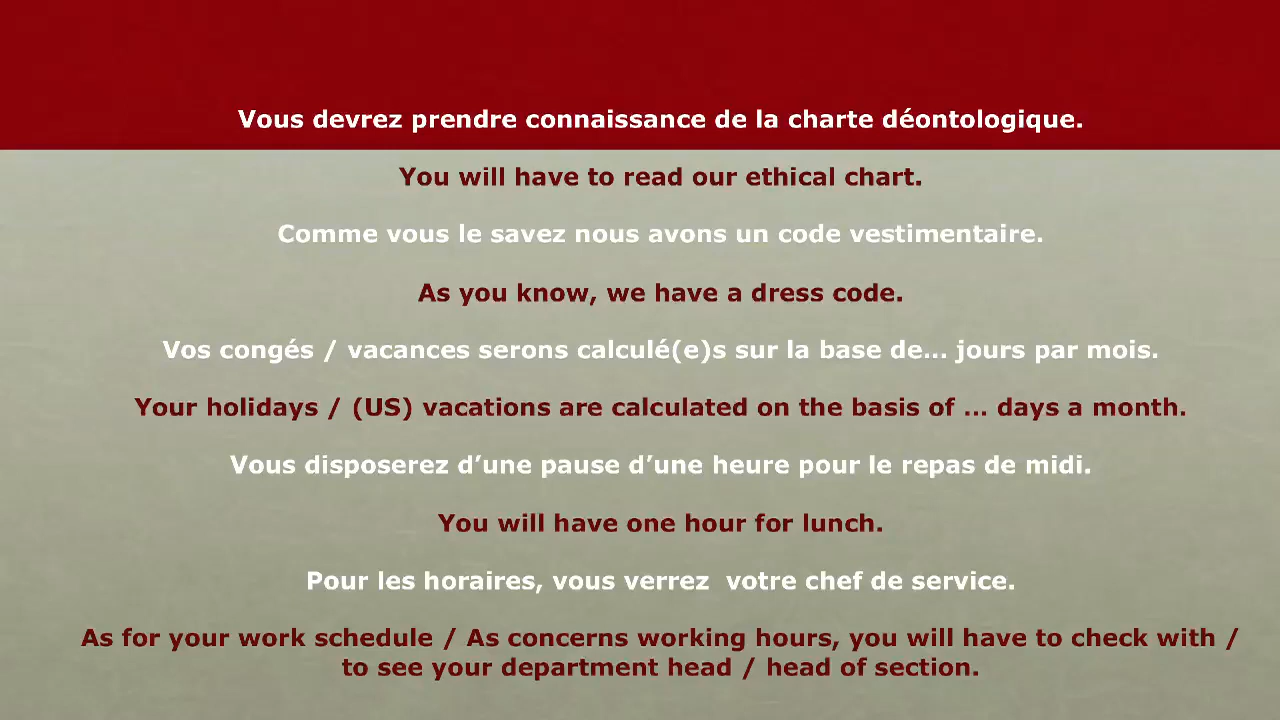 Vous devrez prendre connaissance de la charte déontologique.
You will have to read our ethical chart.
Comme vous le savez nous avons un code vestimentaire.
As you know, we have a dress code.
Vos congés / vacances serons calculé(e)s sur la base de... jours par mois.
Your holidays / (US) vacations are calculated on the basis of ... days a month.
Vous disposerez d’une pause d’une heure pour le repas de midi.
You will have one hour for lunch.
Pour les horaires, vous verrez  votre chef de service.
As for your work schedule / As concerns working hours, you will have to check with /
to see your department head / head of section.